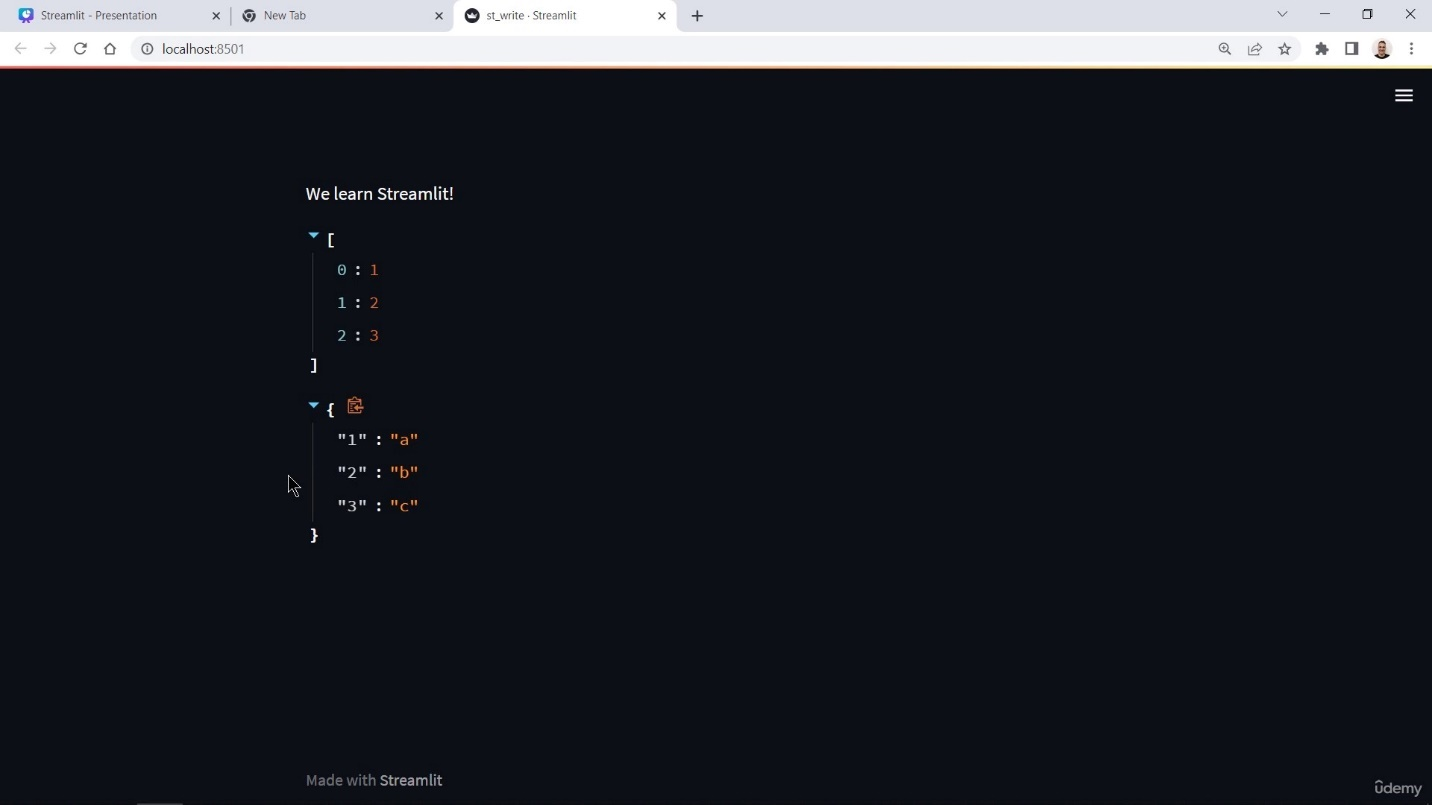 Streamlit - Presentation
New Tab
st_write · Streamlit
localhost:8501
We learn Streamlit!
[
0 : 1
1 : 2
2 : 3
]
{
"1" : "a"
"2" : "b"
"3" : "c"
}
Made with Streamlit
ûdemy